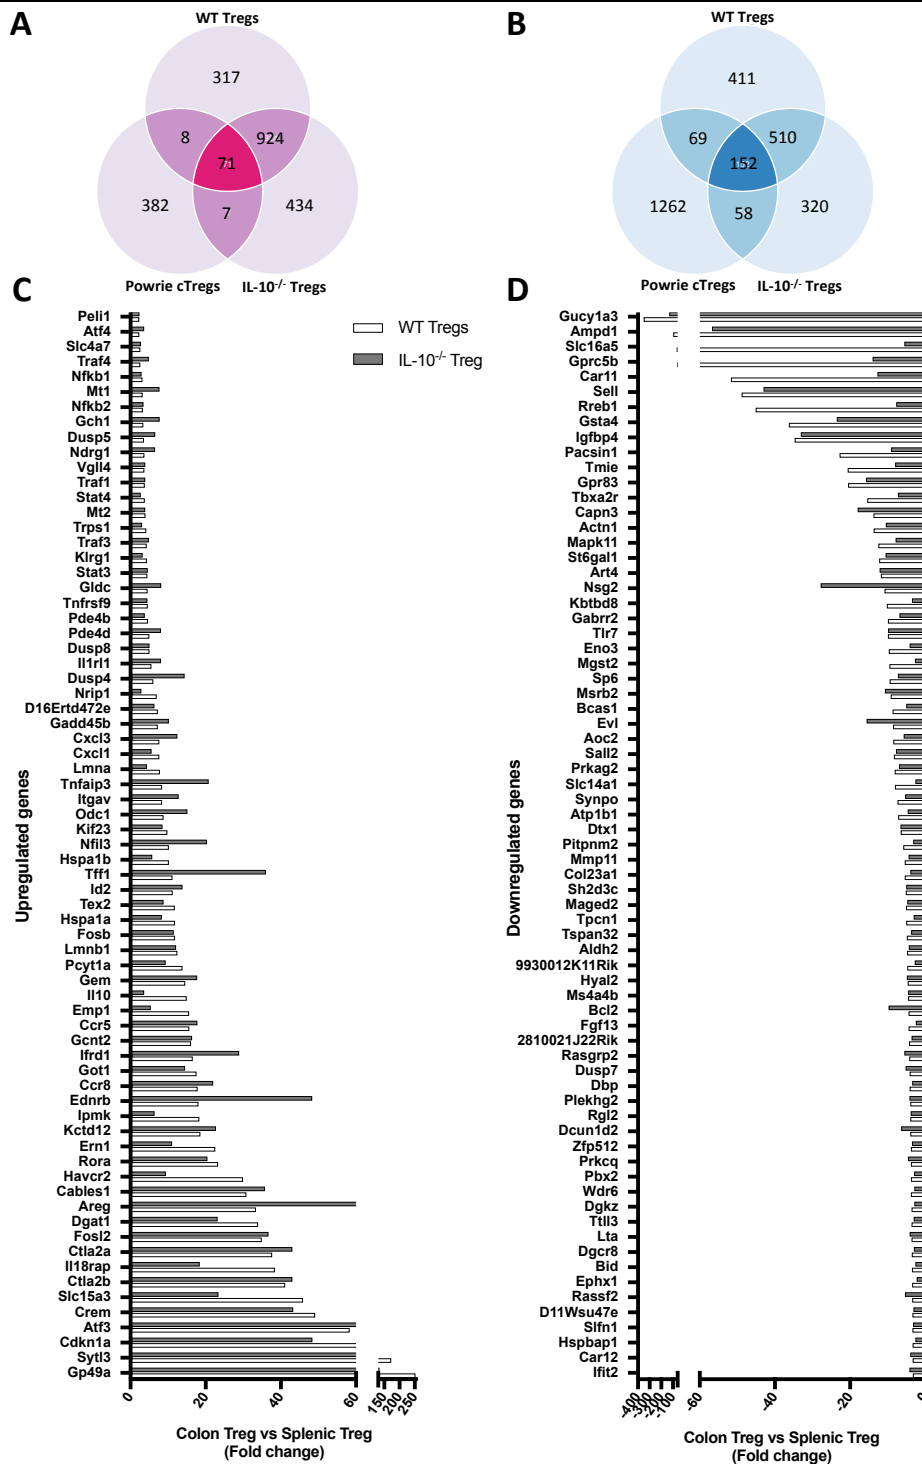 A
WT Tregs
317
8
924
71
382
7
434
Powrie cTregs
IL-10-/- Tregs
B
WT Tregs
411
69
510
152
1262
58
320
Powrie cTregs
IL-10-/- Tregs
C
WT Tregs
IL-10-/- Treg
Upregulated genes
Peli1
Atf4
Slc4a7
Traf4
Nfkb1
Mt1
Nfkb2
Gch1
Dusp5
Ndrg1
Vgll4
Traf1
Stat4
Mt2
Trps1
Traf3
Klrg1
Stat3
Gldc
Tnfrsf9
Pde4b
Pde4d
Dusp8
Il1rl1
Dusp4
Nrip1
D16Ertd472e
Gadd45b
Cxcl3
Cxcl1
Lmna
Tnfaip3
Itgav
Odc1
Kif23
Nfil3
Hspa1b
Tff1
Id2
Tex2
Hspa1a
Fosb
Lmnb1
Pcyt1a
Gem
Il10
Emp1
Ccr5
Gcnt2
Ifrd1
Got1
Ccr8
Ednrb
Ipmk
Kctd12
Ern1
Rora
Havcr2
Cables1
Areg
Dgat1
Fosl2
Ctla2a
Il18rap
Ctla2b
Slc15a3
Crem
Atf3
Cdkn1a
Sytl3
Gp49a
0
20
40
60
150
200
250
Colon Treg vs Splenic Treg
(Fold change)
D
Downregulated genes
Gucy1a3
Ampd1
Slc16a5
Gprc5b
Car11
Sell
Rreb1
Gsta4
Igfbp4
Pacsin1
Tmie
Gpr83
Tbxa2r
Capn3
Actn1
Mapk11
St6gal1
Art4
Nsg2
Kbtbd8
Gabrr2
Tlr7
Eno3
Mgst2
Sp6
Msrb2
Bcas1
Evl
Aoc2
Sall2
Prkag2
Slc14a1
Synpo
Atp1b1
Dtx1
Pitpnm2
Mmp11
Col23a1
Sh2d3c
Maged2
Tpcn1
Tspan32
Aldh2
9930012K11Rik
Hyal2
Ms4a4b
Bcl2
Fgf13
2810021J22Rik
Rasgrp2
Dusp7
Dbp
Plekhg2
Rgl2
Dcun1d2
Zfp512
Prkcq
Pbx2
Wdr6
Dgkz
Ttll3
Lta
Dgcr8
Bid
Ephx1
Rassf2
D11Wsu47e
Slfn1
Hspbap1
Car12
Ifit2
-400
-300
-200
-100
-60
-40
-20
0
Colon Treg vs Splenic Treg
(Fold change)